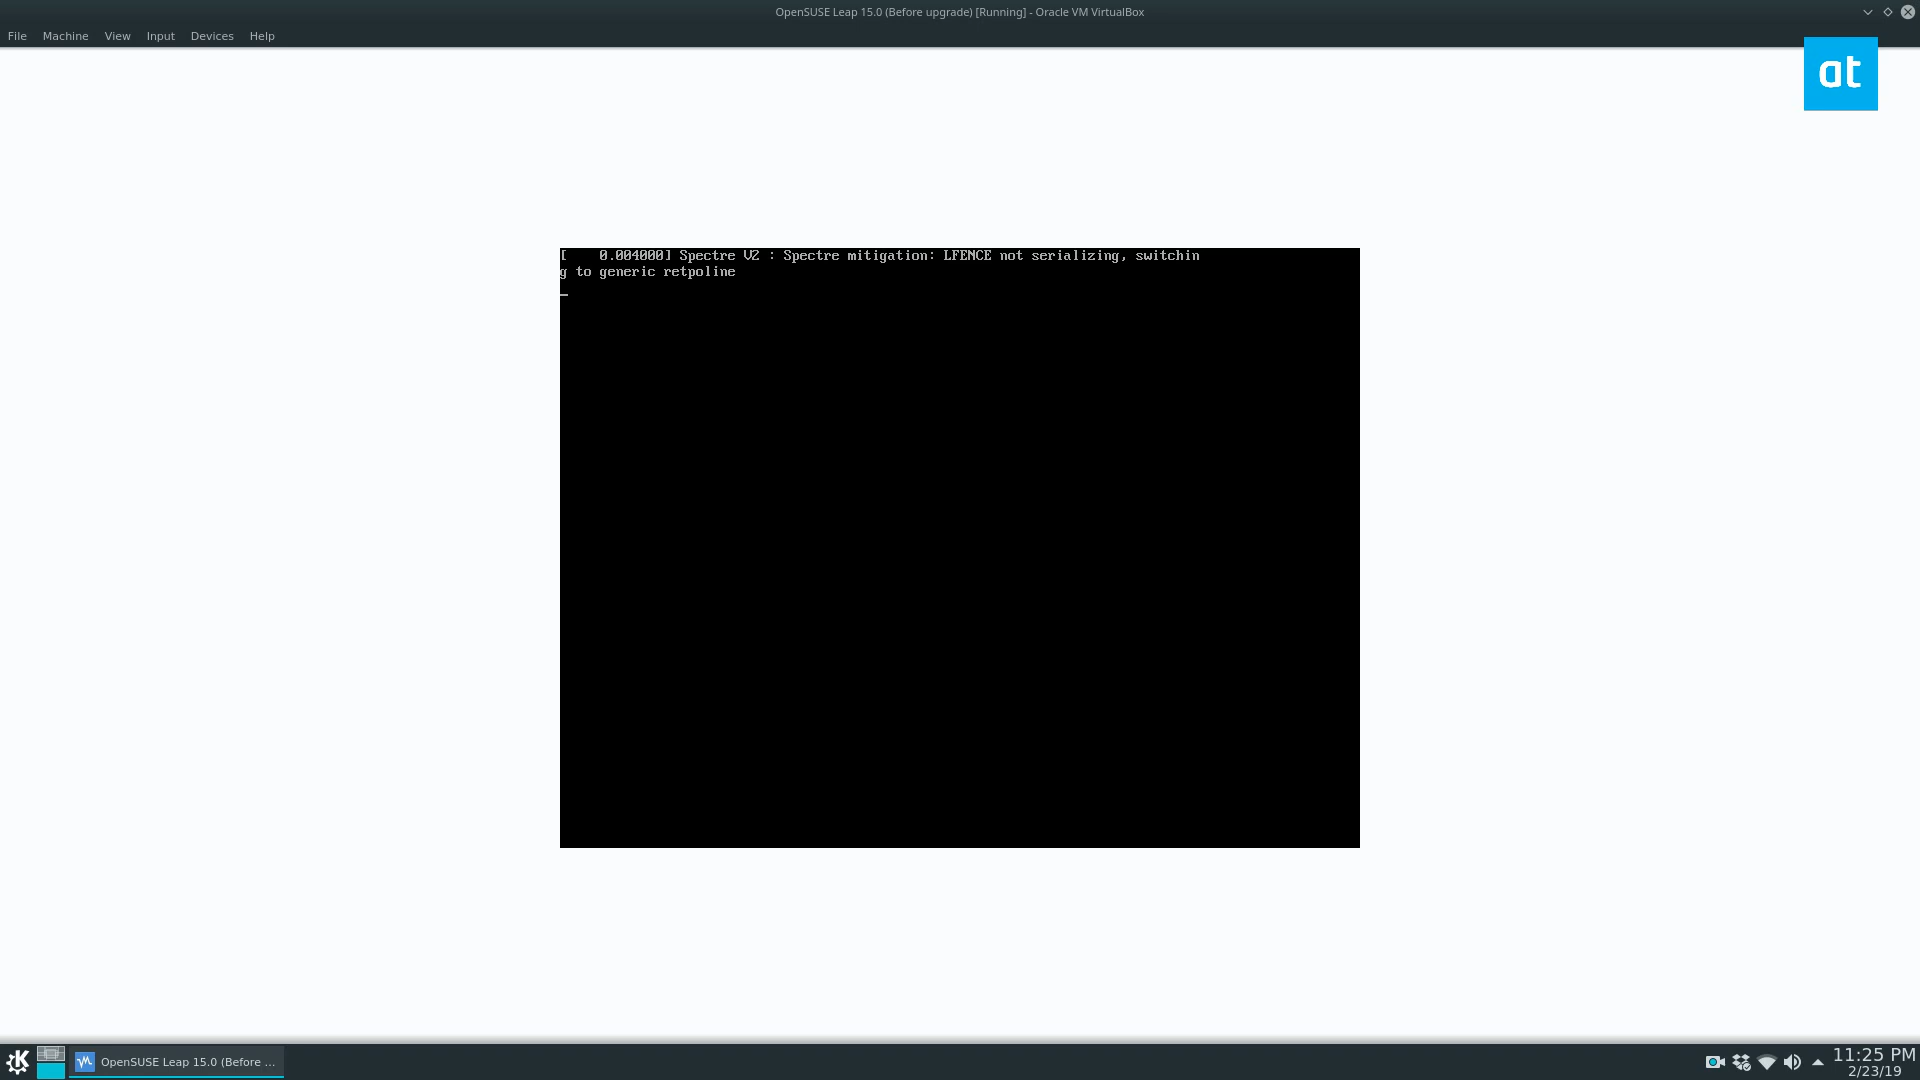 OpenSUSE Leap 15.0 (Before upgrade) [Running] - Oracle VM VirtualBox
File Machine View Input Devices Help
at
[    0.004000] Spectre V2 : Spectre mitigation: LFENCE not serializing, switchin
g to generic retpoline
OpenSUSE Leap 15.0 (Before ...
11:25 PM
2/23/19